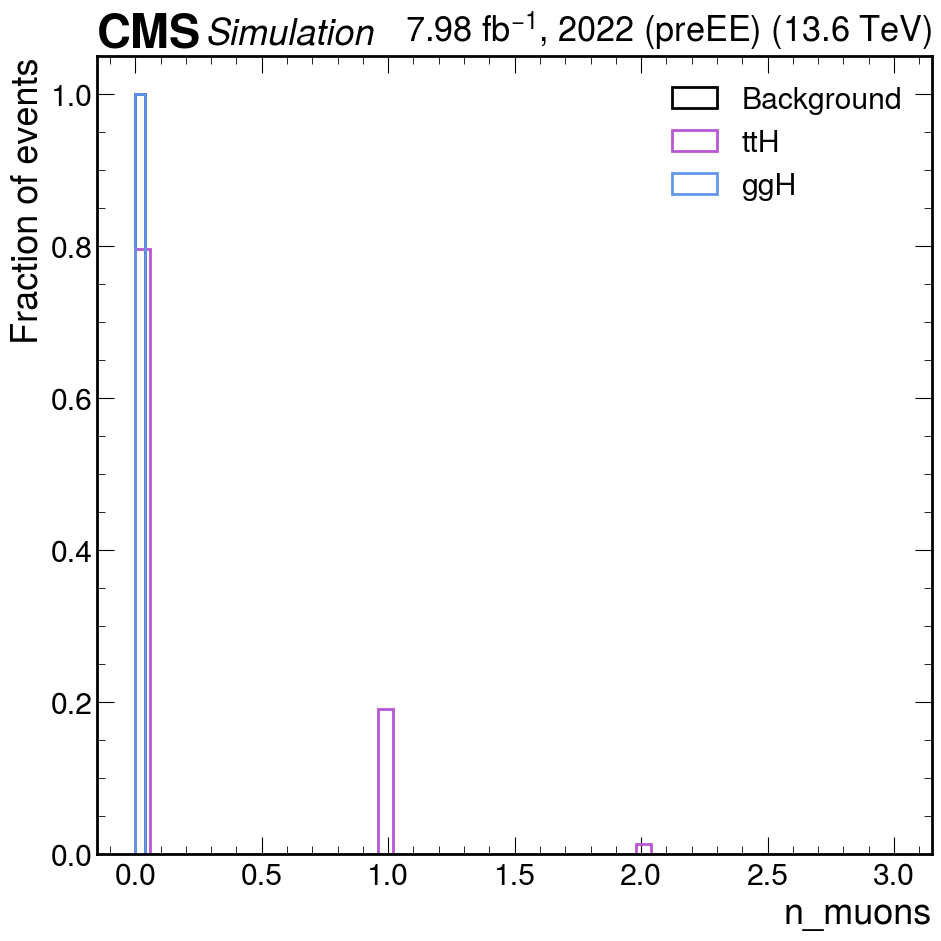 CMS Simulation 7.98 fb⁻¹, 2022 (preEE) (13.6 TeV)
Fraction of events
1.0
0.8
0.6
0.4
0.2
0.0
Background
ttH
ggH
0.0 0.5 1.0 1.5 2.0 2.5 3.0
n_muons